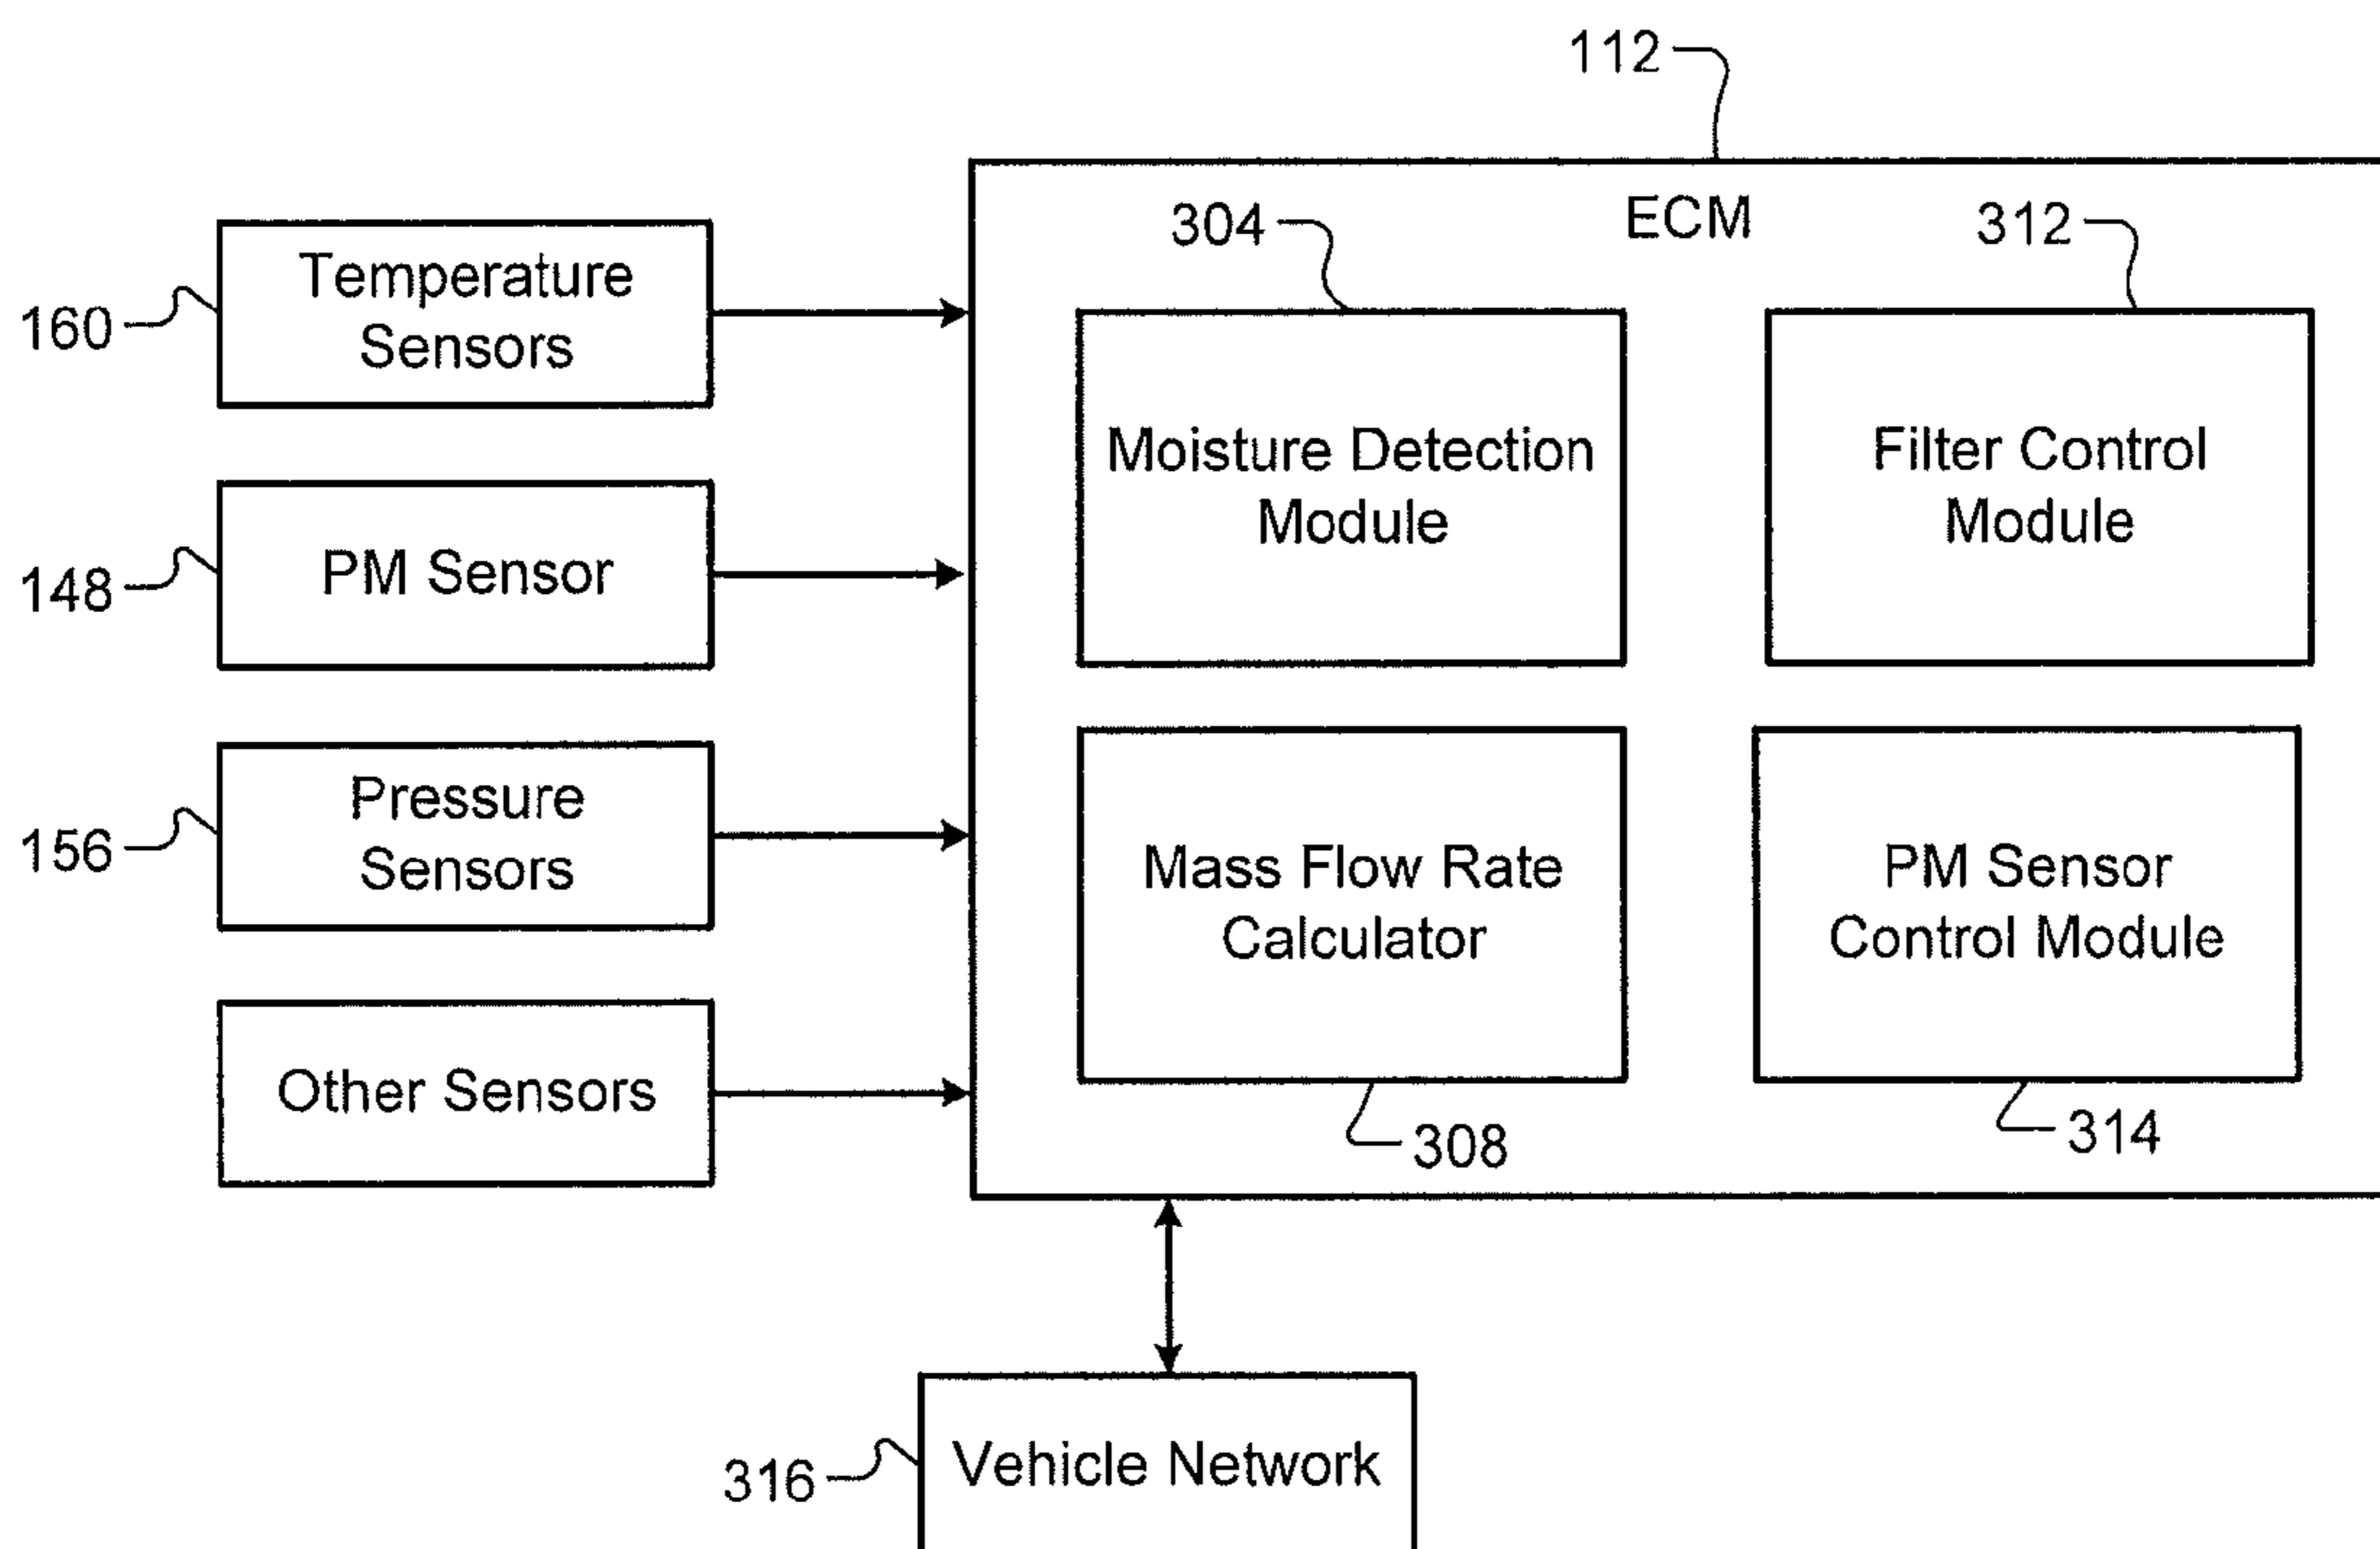 112
ECM
304
312
Temperature
Sensors
160
Moisture Detection
Module
Filter Control
Module
PM Sensor
148
Pressure
Sensors
156
Mass Flow Rate
Calculator
PM Sensor
Control Module
Other Sensors
308
314
Vehicle Network
316